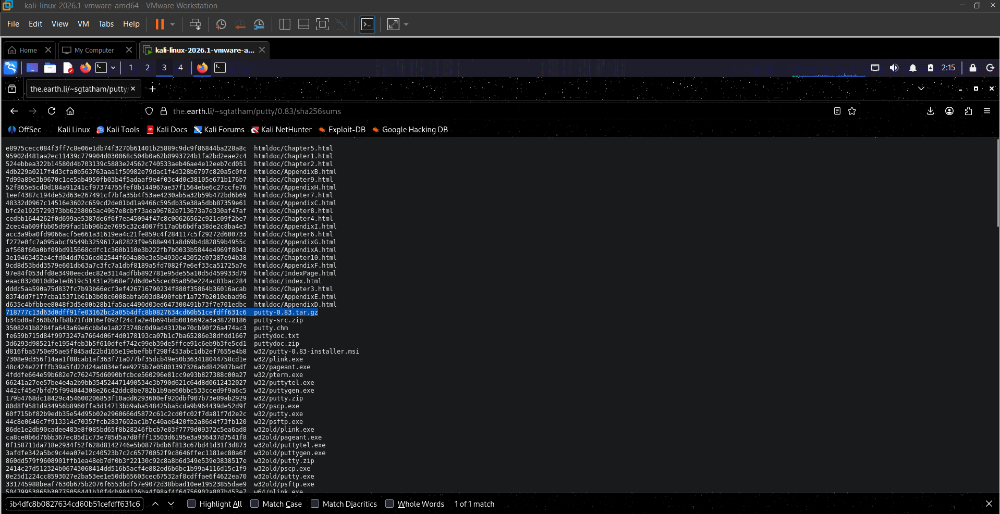 kali-linux-2026.1-vmware-amd64 - VMware Workstation
File Edit View VM Tabs Help
Home My Computer kali-linux-2026.1-vmware-a...
1 2 3 4 2:15
the.earth.li/~sgtatham/putty/
the.earth.li/~sgtatham/putty/0.83/sha256sums
OffSec Kali Linux Kali Tools Kali Docs Kali Forums Kali NetHunter Exploit-DB Google Hacking DB
e8975cecc084f3ff7c8e06e1db74f3270b61401b25889c9dc9f86844ba228a8c htmldoc/Chapter5.html
95902d481aa2ec11439c779904d030068c504b0a62b0993724b1fa2bd2eae2c4 htmldoc/Chapter1.html
524ebbea322b14580d4b703139c5883e24562c740533aeb46ae4e12eeb7cd051 htmldoc/Chapter2.html
4db229a0217f4d3cfa0b563763aaa1f50982e79dac1f4d328b6797c820a5c0fd htmldoc/AppendixB.html
7d99a89e3b9670c1ce5ab4950fb03b4f5adaaf9e4f03c4d0c38105e671b176b7 htmldoc/Chapter9.html
52f865e5cd0d184a91241cf97374755fef8b144967ae37f1564ebe6c27ccfe76 htmldoc/AppendixH.html
1eef4387c194de52d63e267491cf7bfa35b4f53ae4230ab5a32b59b472bd6b69 htmldoc/Chapter7.html
48332d0967c14516e3602c659cd2de01bd1a9466c595db35e38a5dbb87359e61 htmldoc/AppendixC.html
bfc2e1925729373bb6238065ac4967e8cbf73aea96782e713673a7e330af47af htmldoc/Chapter8.html
cedbb1644262f0d699ae5387de6f6f7ea45094f47c8c00626562c921c09f2be7 htmldoc/Chapter4.html
2cec4a609fbb05d99fad1bb96b2e7695c32c4007f517a0b6bdfa38de2c8ba4e3 htmldoc/AppendixI.html
acc3a9ba0fd9066acf5e661a31619ea4c21fe859c4f284117c5f29272d600733 htmldoc/Chapter6.html
f272e0fc7a095abcf9549b3259617a82823f9e588e941a8d69b4d82859b4955c htmldoc/AppendixG.html
af568f60a0bf09bd915668cdfc1c360b110e3b222fb7b0033b5844e4969f8043 htmldoc/AppendixA.html
3e19463452e4cfd04dd7636cd02544f604a80c3e5b4930c43052c07387e94b38 htmldoc/Chapter10.html
9cd8d53bdd3579e601db63a7c3fc7a1dbf8189a5fd7082f7e6ef33ca51725a7e htmldoc/AppendixF.html
97e84f053dfd8e3490eecdec82e3114adfbb892781e95de55a10d5d459933d79 htmldoc/IndexPage.html
eaac0320010d0e1ed619c51431e2b68ef7d6d0e55cec05a050e224ac81bac284 htmldoc/index.html
dddc5aa590a75d837fc7b93b66ecf3ef426716790234f880f35864b36016acab htmldoc/Chapter3.html
8374dd7f177cba15371b61b3b08c6008abfa603d8490febf1a727b2010ebad96 htmldoc/AppendixE.html
d635c4bfbbee8048f3d5e00b28b1fa5ac4490d03ed647300491b73f7e701edbc htmldoc/AppendixD.html
718777c13d63d0dff91fe03162bc2a05b4dfc8b0827634cd60b51cefdff631c6 putty-0.83.tar.gz
b34bd0af360b2bfb8b71fd016ef092f24cfa2e4b694bdb0016692a3a38720186 putty-src.zip
3508241b8284fa643a69e6cbbde1a8273748c0d9ad4312be70cb90f26a474ac3 putty.chm
fe659b715d84f9973247a7664d06f4d0178193ca07b1c7ba65286e38dfdd1667 puttydoc.txt
3d6293d98521fe1954feb3b5f610dfef742c99eb39de5ffce91c6eb9b3fe5cd1 puttydoc.zip
d816fba5750e95ae5f845ad22bd165e19ebefbbf298f453abc1db2ef7655e4b8 w32/putty-0.83-installer.msi
7308e9d356f14aa1f08cab1af363f71a077bf35dcb49e50b363418044758cd1e w32/plink.exe
48c424e22fffb39a5fd22d24ad834efee9275b7e05801397326a6d842987badf w32/pageant.exe
4fddfe664e59b682e7c762475d6090bfcbce560296e81cc9e93b827388c00a27 w32/pterm.exe
66241a27ee57be4e4a2b9bb354524471490534e3b790d621c64d8d0612432027 w32/puttytel.exe
442cf45e7bfd75f994044308e26c42ddc8be782b1b9ae60bbc533cced9f9a6c5 w32/puttygen.exe
179b4768dc18429c454600206853f10add6293600ef920dbf907b73e89ab2929 w32/putty.zip
80d8f9581d934956b8960ffa3d14713bb9aba548425ba5cda9b964439de52d9f w32/pscp.exe
60f715bf82b9edb35e54d95b02e2960666d5872c61c2cd0fc02f7da81f7d2e2c w32/putty.exe
44c8e0646c7f913314c70357fcb2837602ac1b7c40ae6420fb2a86d4f73fb120 w32/psftp.exe
86de1e2db90cadee483e8f085bd65f8b28246fbcb7e03f7779d09372c5ea6ad8 w32old/plink.exe
ca8ce0b6d76bb367ec85d1c73e785d5a7d8fff13503d6195e3a936437d7541f8 w32old/pageant.exe
0f158711da718e2934f52f628d8142746e5b0877bdb6f813c67bd41d31f3d873 w32old/puttytel.exe
3afdfe342a5bc9c4ea07e12c40523b7c2c65770052f9c8646ffec1181ec80a6f w32old/puttygen.exe
860dd579f9608901ffb1ea48eb7df0b3f22130c92c8a8b6d349e539e3838517e w32old/putty.zip
2414c27d512324b06743068414dd516b5acf4e882ed6b6bc1b99a4116d15c1f9 w32old/pscp.exe
0e25d1224cc8593027e2ba53ee1e50db65603cec67532af8cdffae6f4622ea70 w32old/putty.exe
331745988beaf7630b675b2076f6553bdf57e9072d38bbad10ee19523855dae9 w32old/psftp.exe
w64/plink.exe
5b4dfc8b0827634cd60b51cefdff631c6 Highlight All Match Case Match Diacritics Whole Words 1 of 1 match